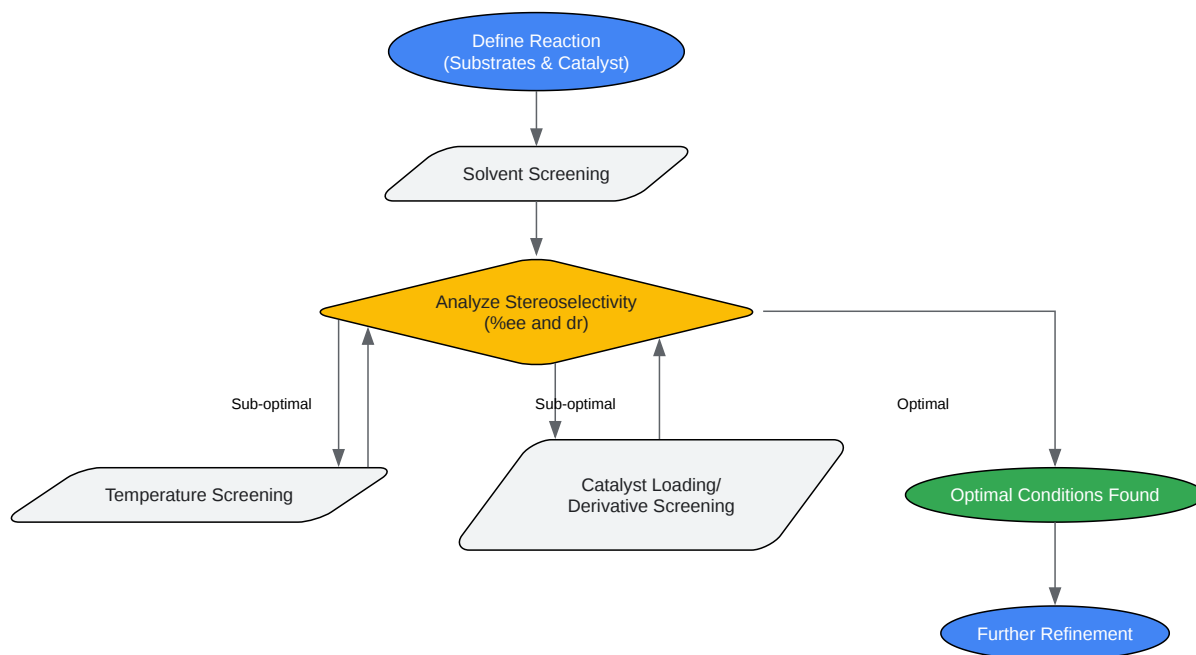 Define Reaction
(Substrates & Catalyst)
Solvent Screening
Analyze Stereoselectivity
(%ee and dr)
Sub-optimal
Sub-optimal
Optimal
Temperature Screening
Catalyst Loading/
Derivative Screening
Optimal Conditions Found
Further Refinement